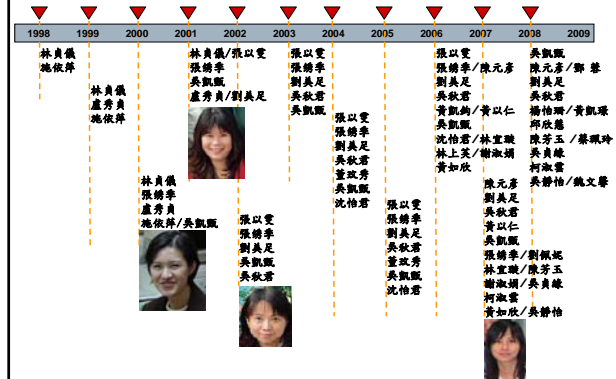 1998 1999 2000 2001 2002 2003 2004 2005 2006 2007 2008 2009
林貞儀
施依萍
林貞儀
盧秀貞
施依萍
林貞儀
張綉季
盧秀貞
施依萍/吳凱甄
林貞儀/張以雯
張綉季
吳凱甄
盧秀貞/劉美足
張以雯
張綉季
劉美足
吳凱甄
吳秋君
張以雯
張綉季
劉美足
吳秋君
吳凱甄
張以雯
張綉季
劉美足
吳秋君
董玫秀
吳凱甄
沈怡君
張以雯
張綉季
劉美足
吳秋君
董玫秀
吳凱甄
沈怡君
張以雯
張綉季/陳元彥
劉美足
吳秋君
黃凱鈞/黃以仁
吳凱甄
沈怡君/林宜璇
林上芙/謝淑娟
黃如欣
陳元彥
劉美足
吳秋君
黃以仁
吳凱甄
張綉季/劉佩妮
林宜璇/陳芳玉
謝淑娟/吳貞緣
柯淑雲
黃如欣/吳靜怡
吳凱甄
陳元彥/鄧 蓉
劉美足
吳秋君
楊怡珊/黃凱琮
邱欣慈
陳芳玉 /蔡珮玲
吳貞緣
柯淑雲
吳靜怡/魏文馨